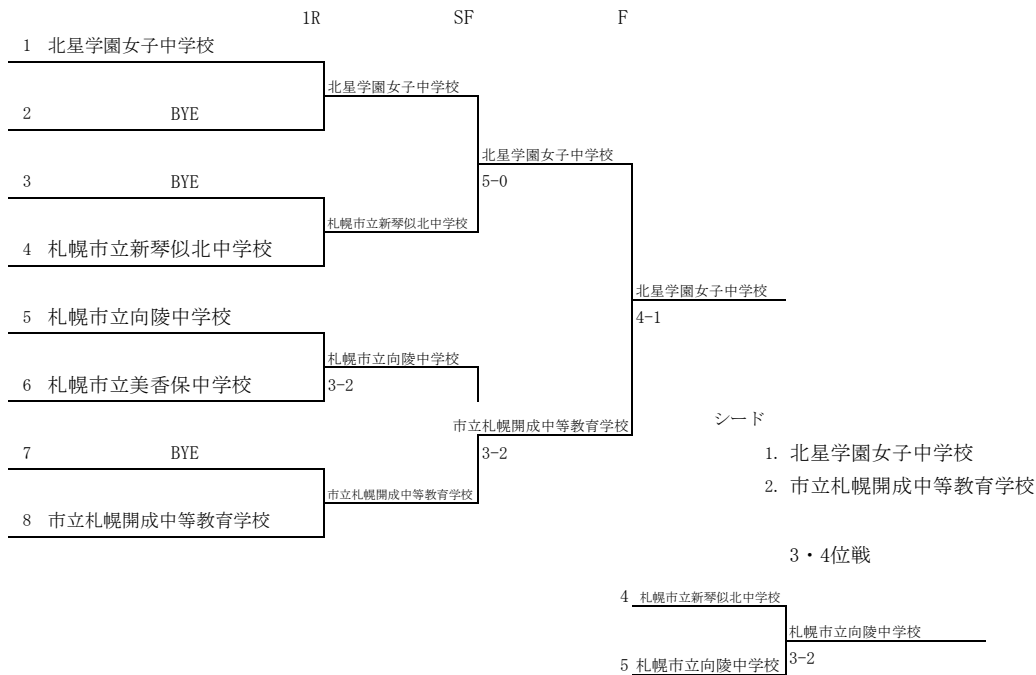 1R SF F
1 北星学園女子中学校
北星学園女子中学校
2 BYE
北星学園女子中学校
3 BYE
5-0
札幌市立新琴似北中学校
4 札幌市立新琴似北中学校
北星学園女子中学校
5 札幌市立向陵中学校
4-1
札幌市立向陵中学校
6 札幌市立美香保中学校
3-2
シード
市立札幌開成中等教育学校
7 BYE
3-2
1. 北星学園女子中学校
2. 市立札幌開成中等教育学校
市立札幌開成中等教育学校
8 市立札幌開成中等教育学校
3・4位戦
4 札幌市立新琴似北中学校
札幌市立向陵中学校
5 札幌市立向陵中学校
3-2